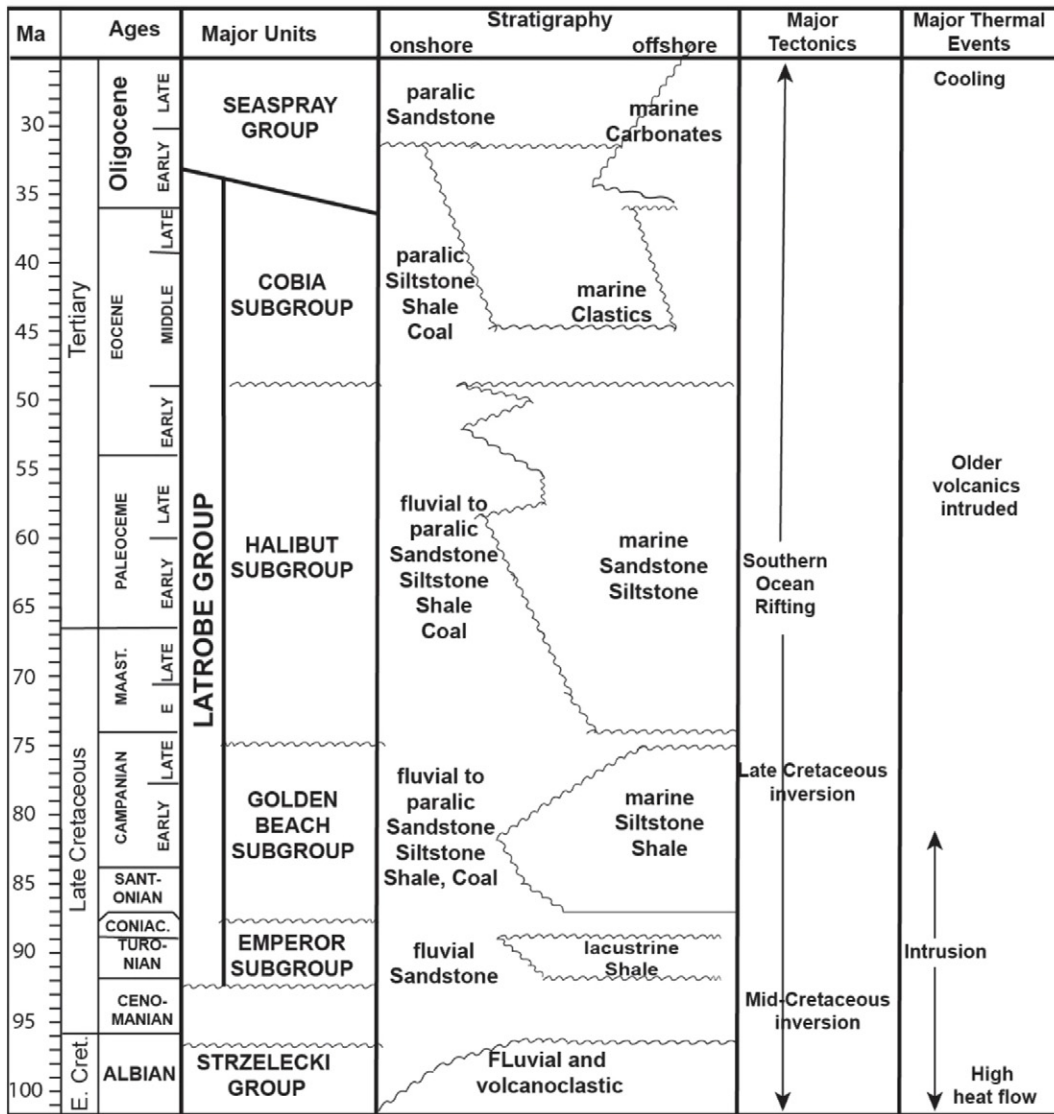 Ma
Ages
Major Units
Stratigraphy
onshore
offshore
Major
Tectonics
Major Thermal
Events
30
35
40
45
50
55
60
65
70
75
80
85
90
95
100
Tertiary
Late Cretaceous
E. Cret.
Oligocene
LATE
EARLY
EOCENE
LATE
MIDDLE
EARLY
PALEOCEME
LATE
EARLY
MAAST.
LATE
E
CAMPANIAN
LATE
EARLY
SANT-
ONIAN
CONIAC.
TURO-
NIAN
CENO-
MANIAN
ALBIAN
LATROBE GROUP
SEASPRAY
GROUP
COBIA
SUBGROUP
HALIBUT
SUBGROUP
GOLDEN
BEACH
SUBGROUP
EMPEROR
SUBGROUP
STRZELECKI
GROUP
paralic
Sandstone
marine
Carbonates
paralic
Siltstone
Shale
Coal
marine
Clastics
fluvial to
paralic
Sandstone
Siltstone
Shale
Coal
marine
Sandstone
Siltstone
fluvial to
paralic
Sandstone
Siltstone
Shale, Coal
marine
Siltstone
Shale
fluvial
Sandstone
lacustrine
Shale
FLuvial and
volcanoclastic
Southern
Ocean
Rifting
Late Cretaceous
inversion
Mid-Cretaceous
inversion
Cooling
Older
volcanics
intruded
Intrusion
High
heat flow